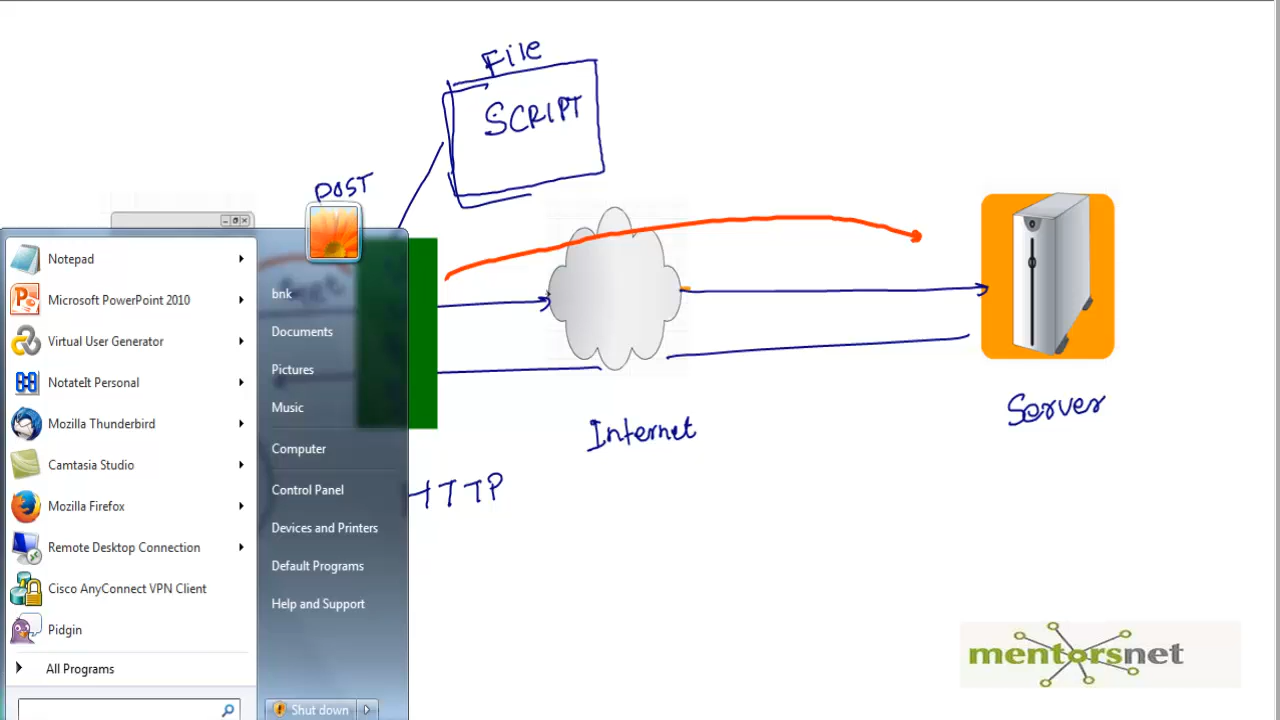 File
SCRIPT
POST
Notepad
Microsoft PowerPoint 2010
Virtual User Generator
NotateIt Personal
Mozilla Thunderbird
Camtasia Studio
Mozilla Firefox
Remote Desktop Connection
Cisco AnyConnect VPN Client
Pidgin
All Programs
bnk
Documents
Pictures
Music
Computer
Control Panel
Devices and Printers
Default Programs
Help and Support
Shut down
Internet
Server
HTTP
mentorsnet